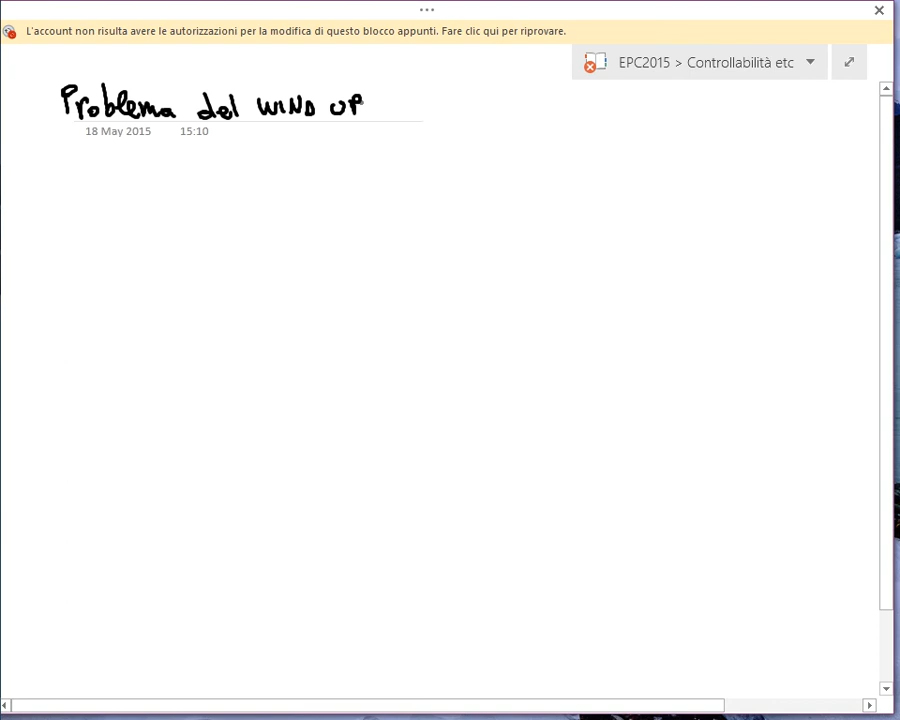 L'account non risulta avere le autorizzazioni per la modifica di questo blocco appunti. Fare clic qui per riprovare.
EPC2015 > Controllabilità etc
Problema del WIND UP
18 May 2015 15:10